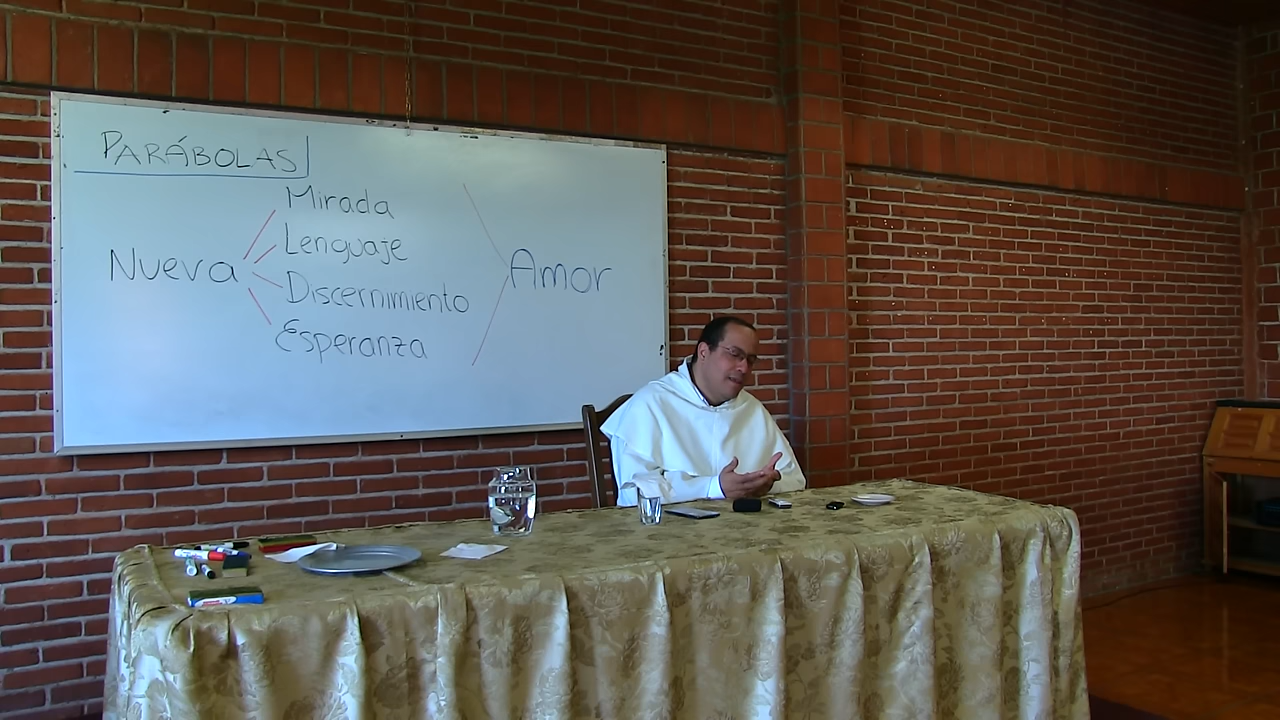 PARÁBOLAS
Mirada
Lenguaje
Nueva
Amor
Discernimiento
Esperanza